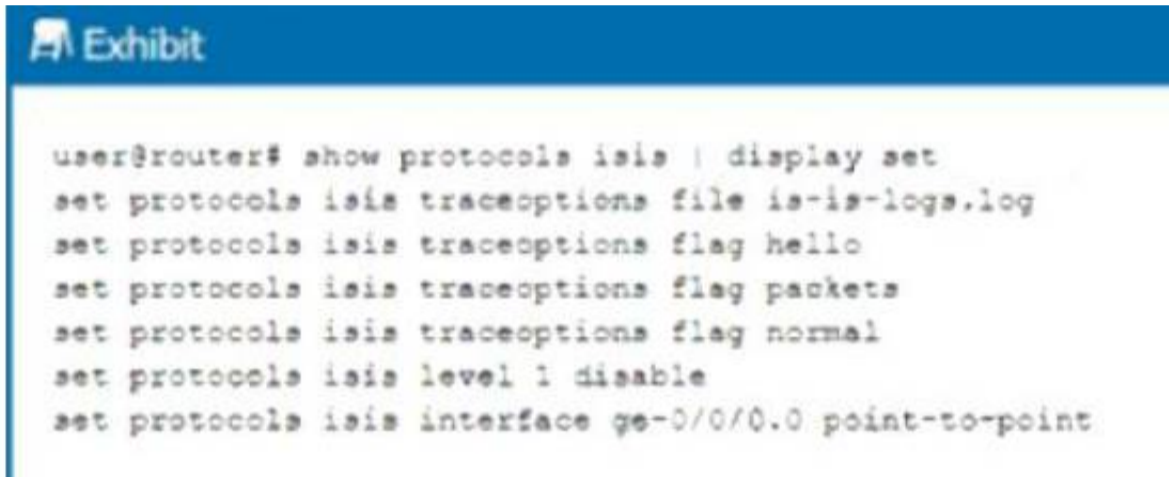 Exhibit
user@router# show protocols isis | display set
set protocols isis traceoptions file is-is-logs.log
set protocols isis traceoptions flag hello
set protocols isis traceoptions flag packets
set protocols isis traceoptions flag normal
set protocols isis level 1 disable
set protocols isis interface ge-0/0/0.0 point-to-point